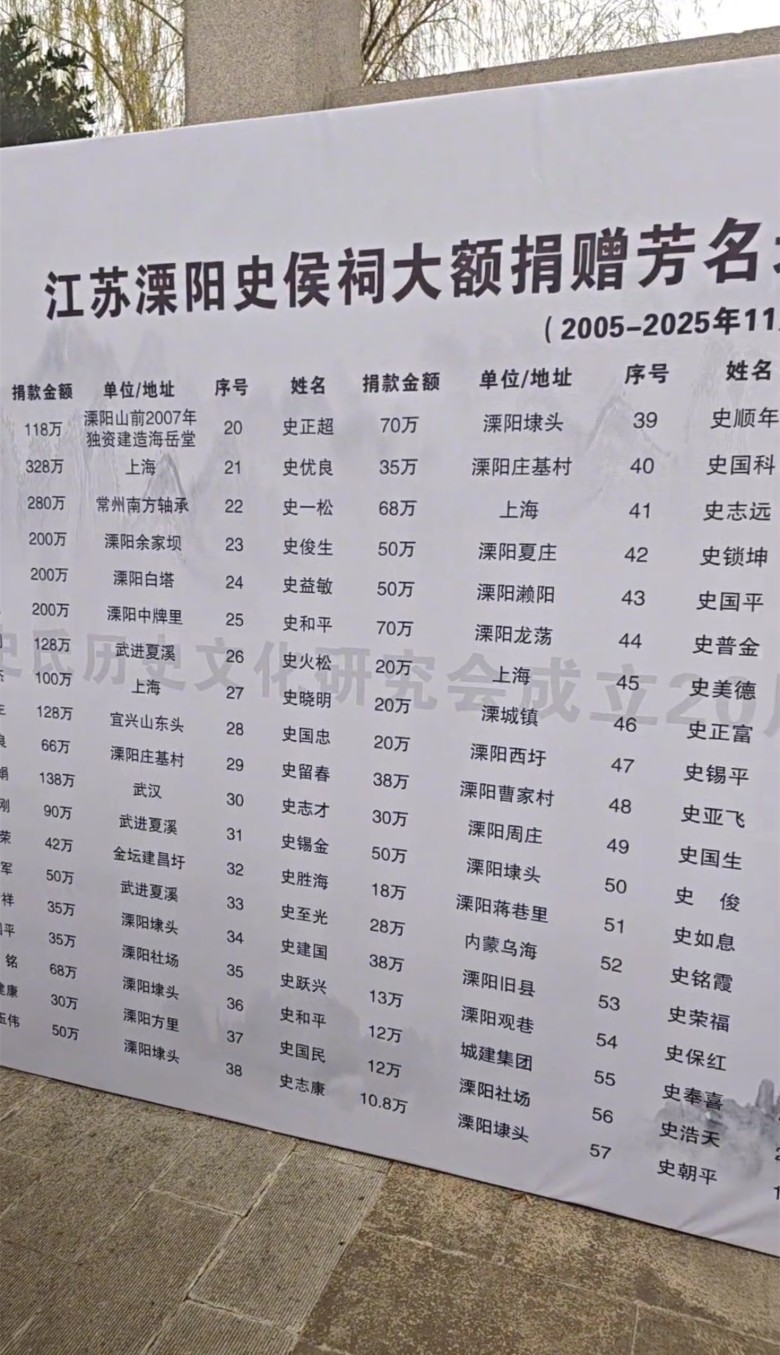 江苏溧阳史侯祠大额捐赠芳名
（2005-2025年11
捐款金额 单位/地址 序号 姓名 捐款金额 单位/地址 序号 姓名
118万 溧阳山前2007年 独资建造海岳堂 20 史正超 70万 溧阳埭头 39 史顺年
328万 上海 21 史优良 35万 溧阳庄基村 40 史国科
280万 常州南方轴承 22 史一松 68万 上海 41 史志远
200万 溧阳余家坝 23 史俊生 50万 溧阳夏庄 42 史锁坤
200万 溧阳白塔 24 史益敏 50万 溧阳濑阳 43 史国平
200万 溧阳中牌里 25 史和平 70万 溧阳龙荡 44 史普金
128万 武进夏溪 26 史火松 20万 上海 45 史美德
100万 上海 27 史晓明 20万 溧城镇 46 史正富
128万 宜兴山东头 28 史国忠 20万 溧阳西圩 47 史锡平
良 66万 溧阳庄基村 29 史留春 38万 溧阳曹家村 48 史亚飞
娟 138万 武汉 30 史志才 30万 溧阳周庄 49 史国生
刚 90万 武进夏溪 31 史锡金 50万 溧阳埭头 50 史 俊
荣 42万 金坛建昌圩 32 史胜海 18万 溧阳蒋巷里 51 史如息
军 50万 武进夏溪 33 史至光 28万 内蒙乌海 52 史铭霞
祥 35万 溧阳埭头 34 史建国 38万 溧阳旧县 53 史荣福
平 35万 溧阳社场 35 史跃兴 13万 溧阳观巷 54 史保红
铭 68万 溧阳埭头 36 史和平 12万 城建集团 55 史奉喜
康 30万 溧阳方里 37 史国民 12万 溧阳社场 56 史浩天
玉伟 50万 溧阳埭头 38 史志康 10.8万 溧阳埭头 57 史朝平
史氏历史文化研究会成立20